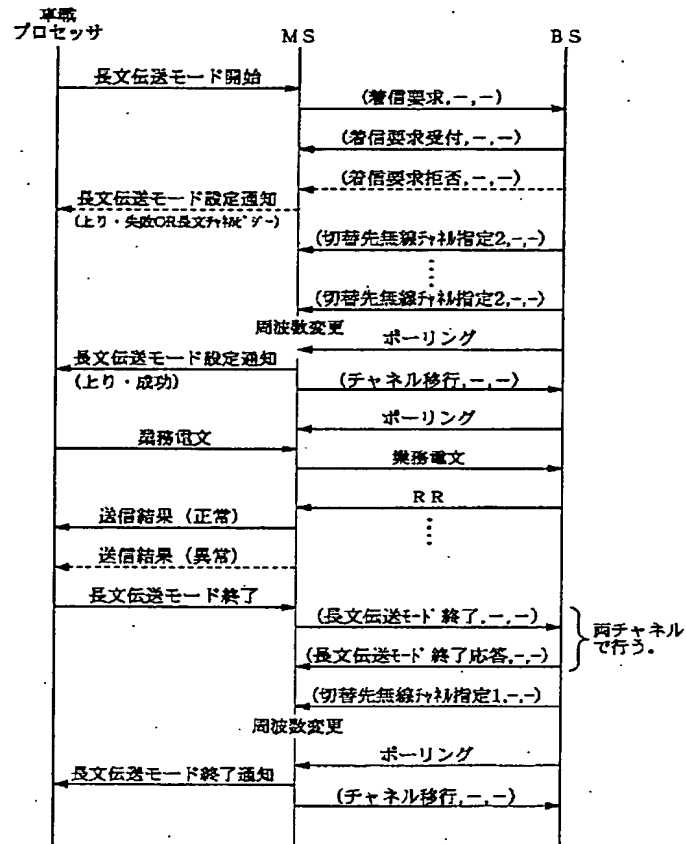 車載
プロセッサ
MS
BS
長文伝送モード開始
(着信要求,-,-)
(着信要求受付,-,-)
(着信要求拒否,-,-)
長文伝送モード設定通知
(上り・失敗OR長文チャネルビジー)
(切替先無線チャネル指定2,-,-)
(切替先無線チャネル指定2,-,-)
周波数変更
ポーリング
長文伝送モード設定通知
(上り・成功)
(チャネル移行,-,-)
ポーリング
業務電文
業務電文
RR
送信結果(正常)
送信結果(異常)
長文伝送モード終了
(長文伝送モード終了,-,-)
両チャネル
で行う。
(長文伝送モード終了応答,-,-)
(切替先無線チャネル指定1,-,-)
周波数変更
ポーリング
長文伝送モード終了通知
(チャネル移行,-,-)